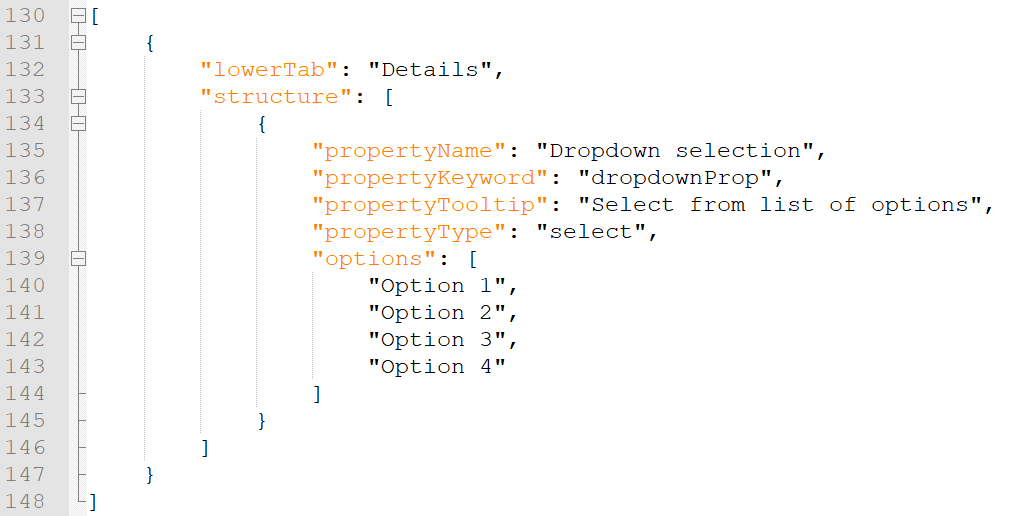 130 [
131     {
132         "lowerTab": "Details",
133         "structure": [
134             {
135                 "propertyName": "Dropdown selection",
136                 "propertyKeyword": "dropdownProp",
137                 "propertyTooltip": "Select from list of options",
138                 "propertyType": "select",
139                 "options": [
140                     "Option 1",
141                     "Option 2",
142                     "Option 3",
143                     "Option 4"
144                 ]
145             }
146         ]
147     }
148 ]